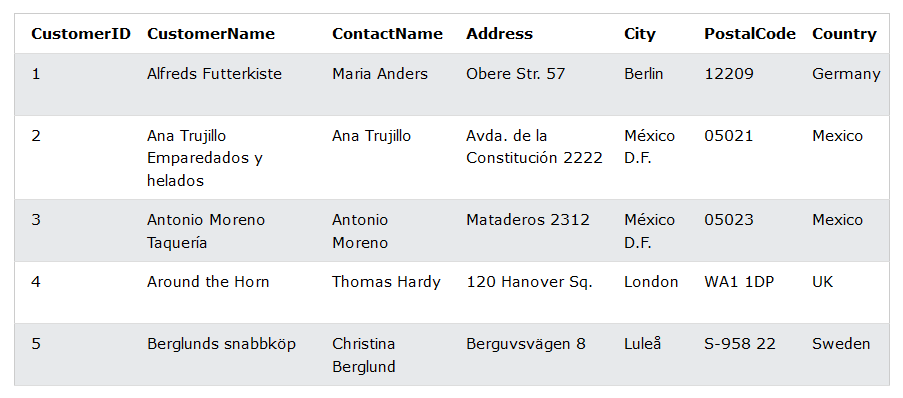 CustomerID CustomerName ContactName Address City PostalCode Country
1 Alfreds Futterkiste Maria Anders Obere Str. 57 Berlin 12209 Germany
2 Ana Trujillo Ana Trujillo Avda. de la México 05021 Mexico
Emparedados y Constitución 2222 D.F.
helados
3 Antonio Moreno Antonio Mataderos 2312 México 05023 Mexico
Taquería Moreno D.F.
4 Around the Horn Thomas Hardy 120 Hanover Sq. London WA1 1DP UK
5 Berglunds snabbköp Christina Berguvsvägen 8 Luleå S-958 22 Sweden
Berglund